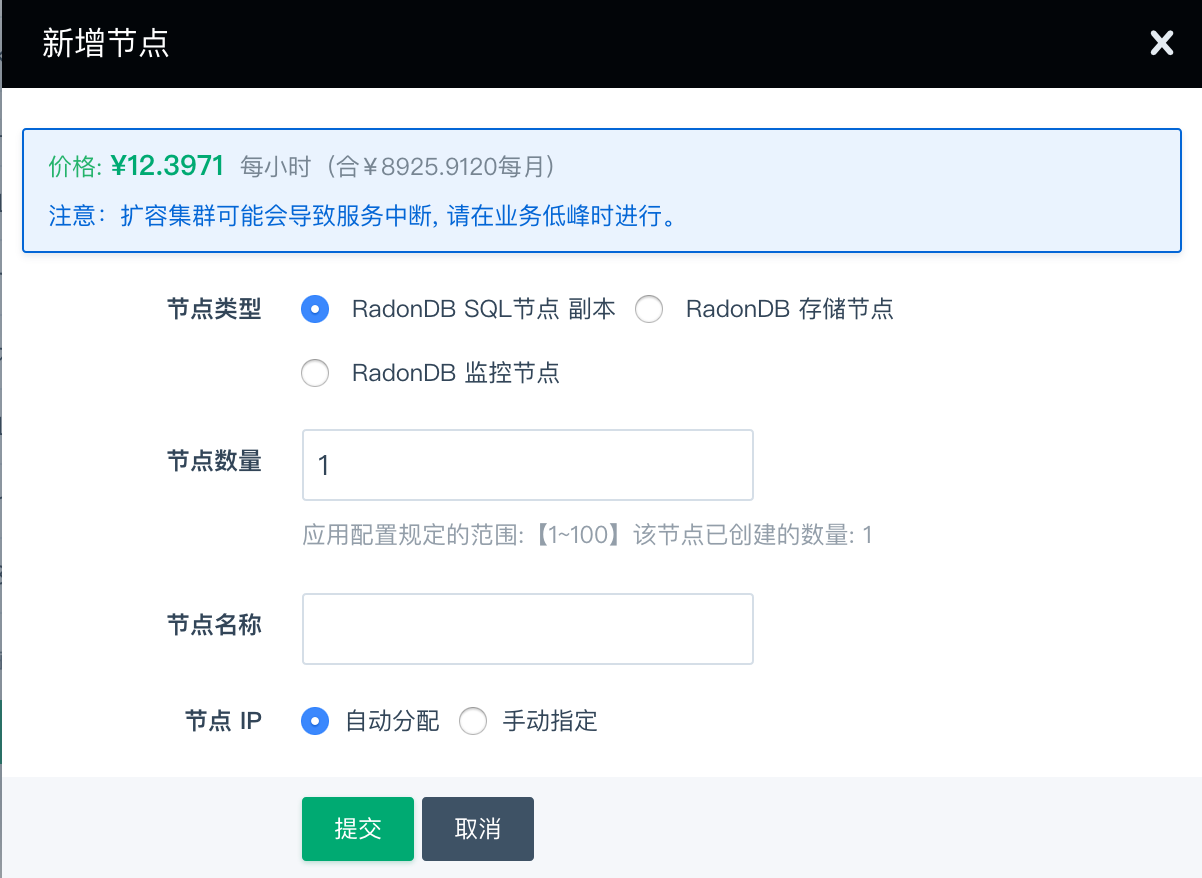 新增节点
价格: ¥12.3971 每小时（合￥8925.9120每月）
注意：扩容集群可能会导致服务中断, 请在业务低峰时进行。
节点类型 RadonDB SQL节点 副本 RadonDB 存储节点
RadonDB 监控节点
节点数量 1
应用配置规定的范围:【1~100】该节点已创建的数量: 1
节点名称
节点 IP 自动分配 手动指定
提交 取消